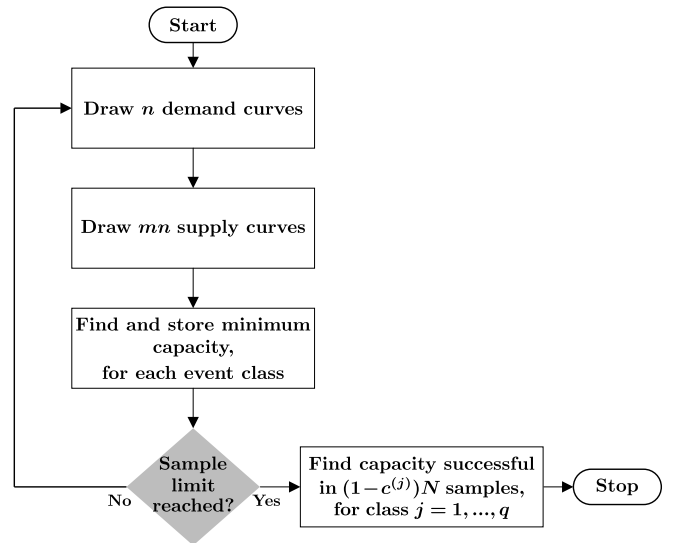 Start
Draw n demand curves
Draw mn supply curves
Find and store minimum
capacity,
for each event class
Sample
limit
reached?
No
Yes
Find capacity successful
in (1−c^(j))N samples,
for class j = 1, ..., q
Stop